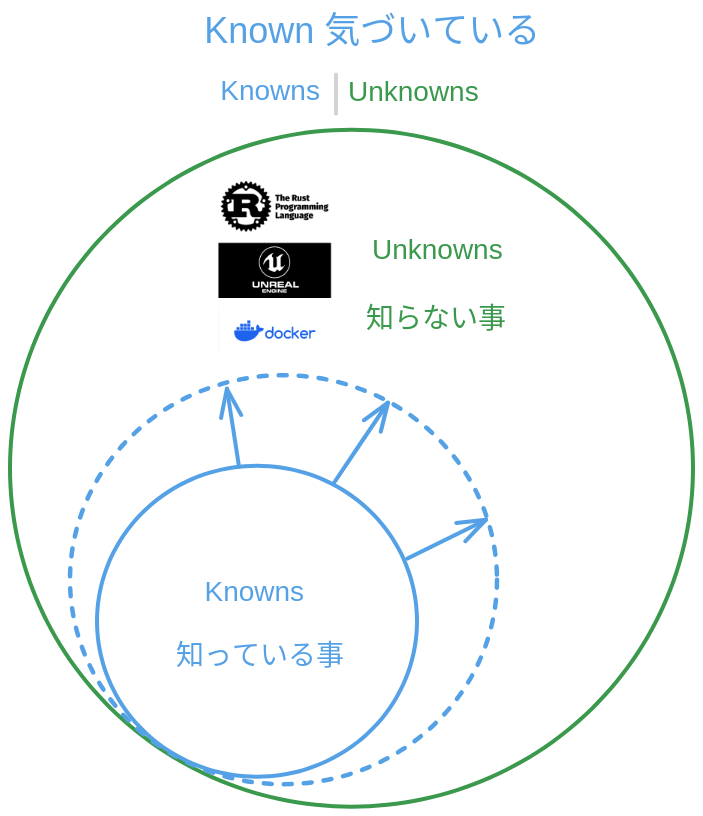 Known 気づいている
Knowns
Unknowns
R
The Rust
Programming
Language
UNREAL
ENGINE
docker
Unknowns
知らない事
Knowns
知っている事